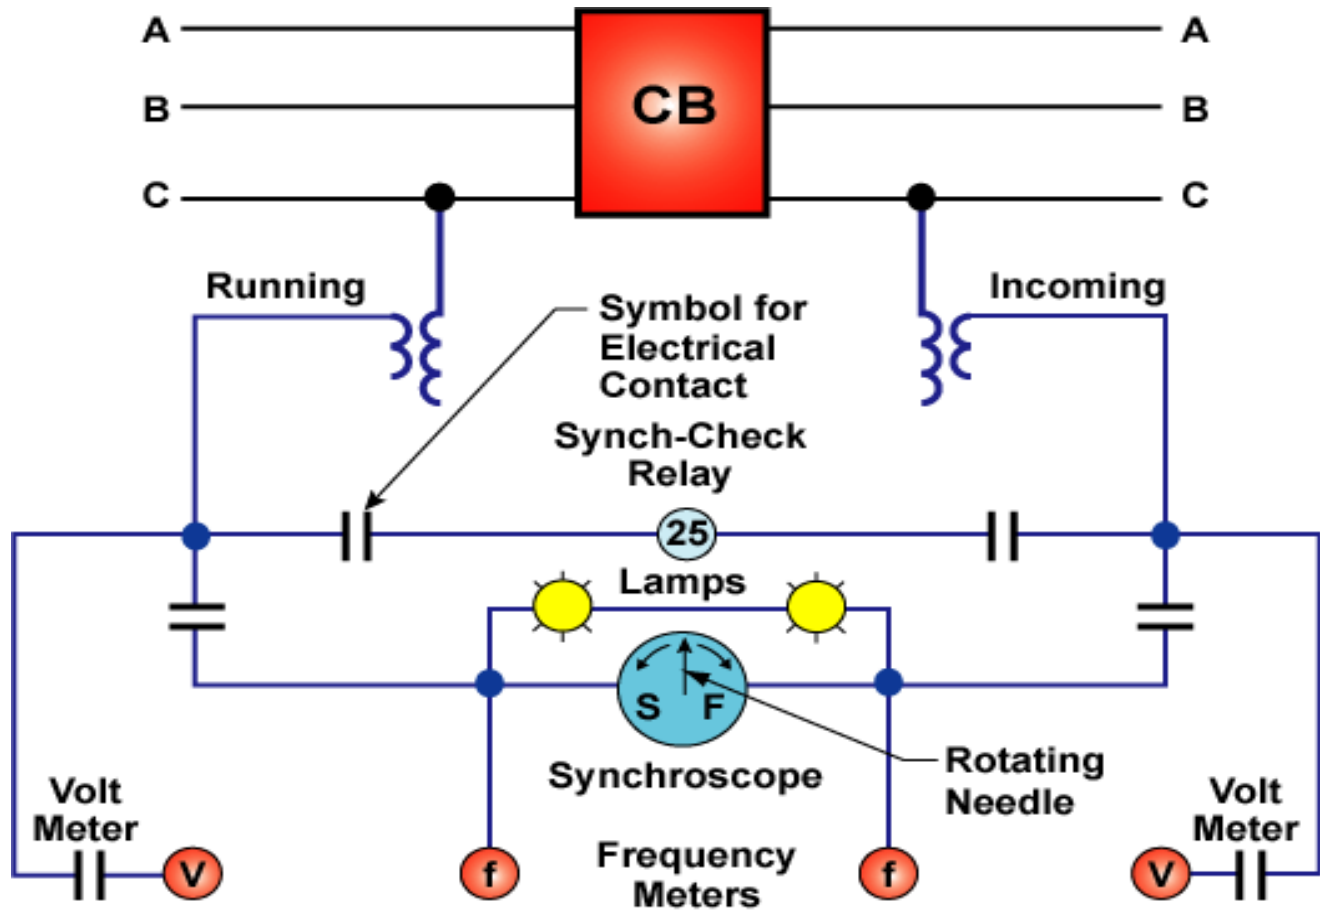 A
CB
A
B
B
C
C
Running
Incoming
Symbol for
Electrical
Contact
Synch-Check
Relay
25
Lamps
S F
Synchroscope
Rotating
Needle
Volt
Meter
V
f
Frequency
Meters
f
Volt
Meter
V